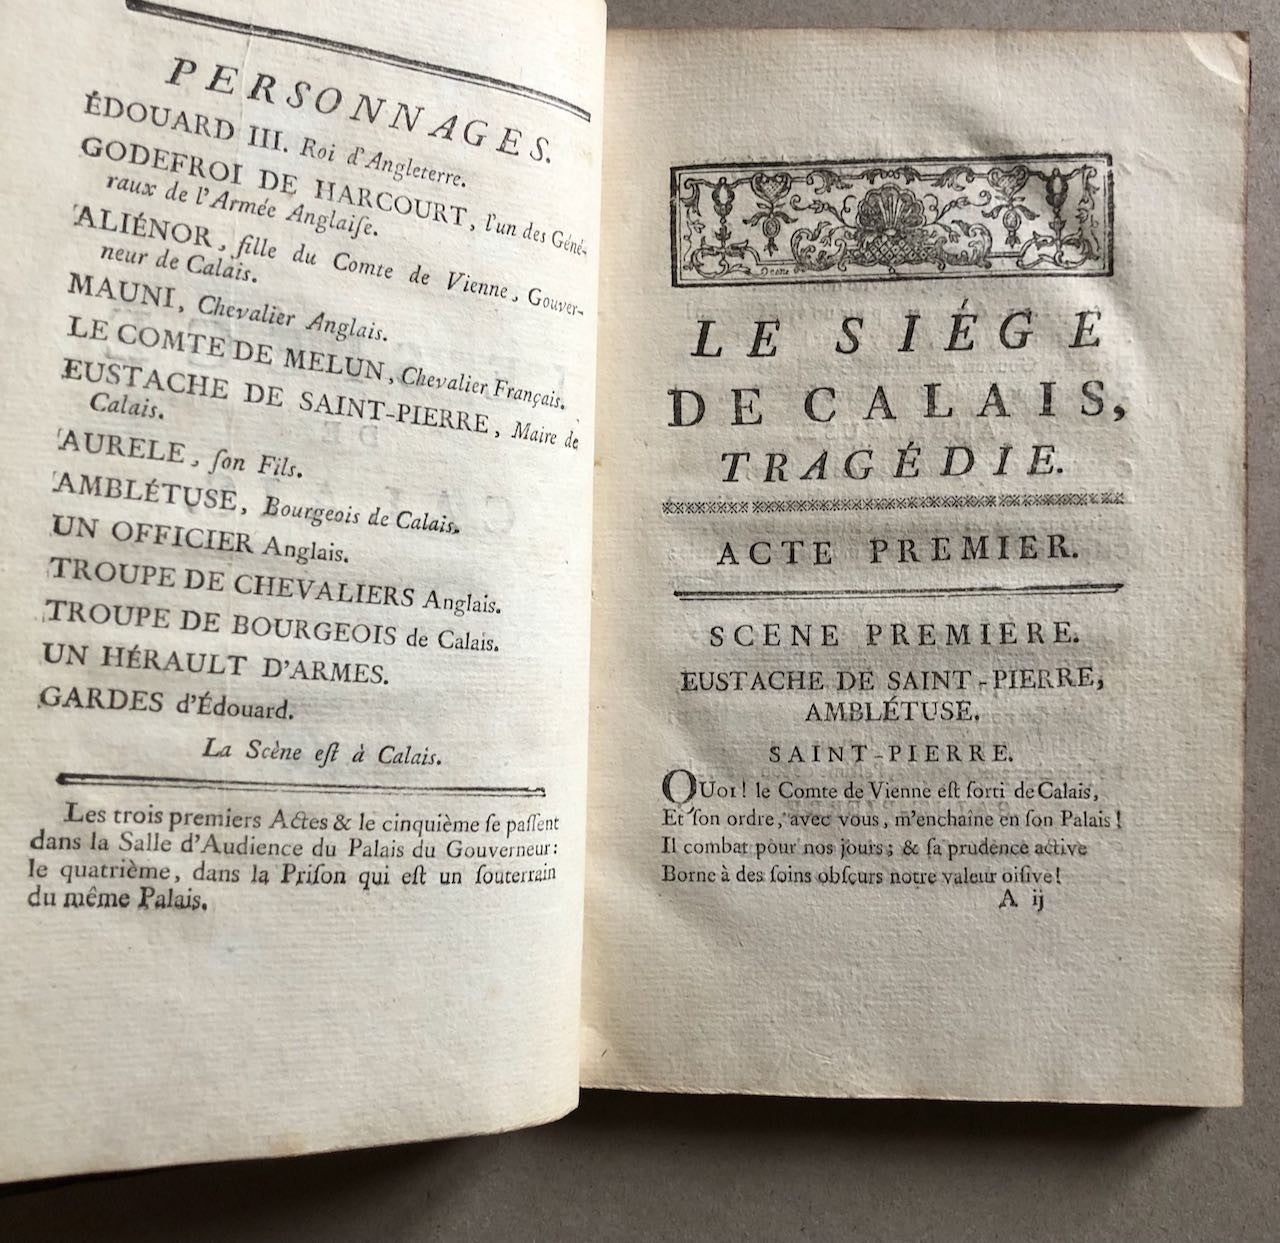 PERSONNAGES.
ÉDOUARD III. Roi d'Angleterre.
GODEFROI DE HARCOURT, l'un des Géné-
raux de l'Armée Angloiſe.
ALIÉNOR, fille du Comte de Vienne, Gouver-
neur de Calais.
MAUNI, Chevalier Anglais.
LE COMTE DE MELUN, Chevalier Français.
EUSTACHE DE SAINT-PIERRE, Maire de
Calais.
AURELE, ſon Fils.
AMBLÉTUSE, Bourgeois de Calais.
UN OFFICIER Anglais.
TROUPE DE CHEVALIERS Anglais.
TROUPE DE BOURGEOIS de Calais.
UN HÉRAULT D'ARMES.
GARDES d'Édouard.
La Scène eſt à Calais.
Les trois premiers Actes & le cinquième ſe paſſent
dans la Salle d'Audience du Palais du Gouverneur:
le quatrième, dans la Priſon qui eſt un ſouterrain
du même Palais.
LE SIÉGE
DE CALAIS,
TRAGÉDIE.
ACTE PREMIER.
SCENE PREMIERE.
EUSTACHE DE SAINT-PIERRE,
AMBLÉTUSE.
SAINT-PIERRE.
QUOI! le Comte de Vienne eſt ſorti de Calais,
Et ſon ordre, avec vous, m'enchaîne en ſon Palais!
Il combat pour nos jours; & ſa prudence active
Borne à des ſoins obſcurs notre valeur oiſive!
A ij